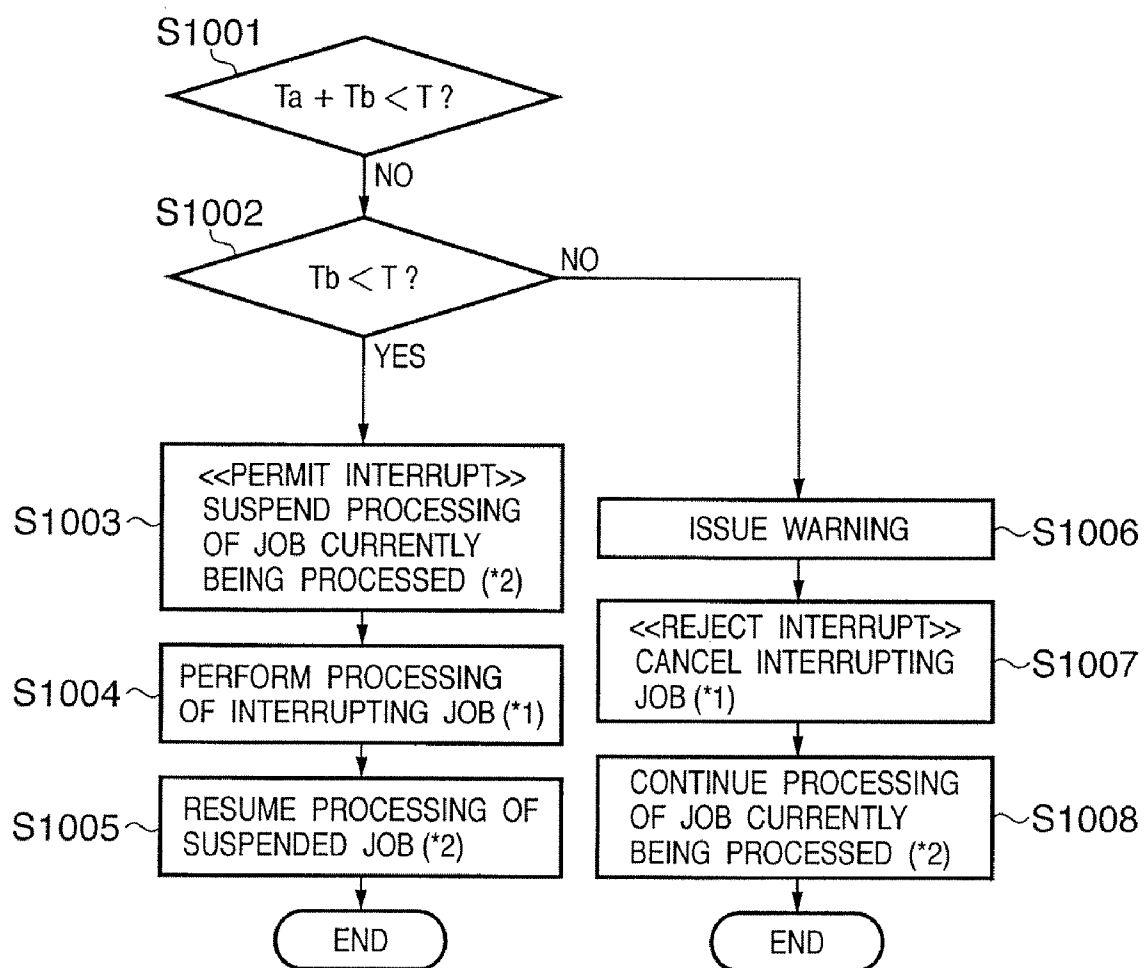 S1001
Ta + Tb < T ?
NO
S1002
Tb < T ?
NO
YES
S1003
<<PERMIT INTERRUPT>>
SUSPEND PROCESSING
OF JOB CURRENTLY
BEING PROCESSED (*2)
ISSUE WARNING
S1006
<<REJECT INTERRUPT>>
CANCEL INTERRUPTING
JOB (*1)
S1007
S1004
PERFORM PROCESSING
OF INTERRUPTING JOB (*1)
S1005
RESUME PROCESSING OF
SUSPENDED JOB (*2)
CONTINUE PROCESSING
OF JOB CURRENTLY
BEING PROCESSED (*2)
S1008
END
END